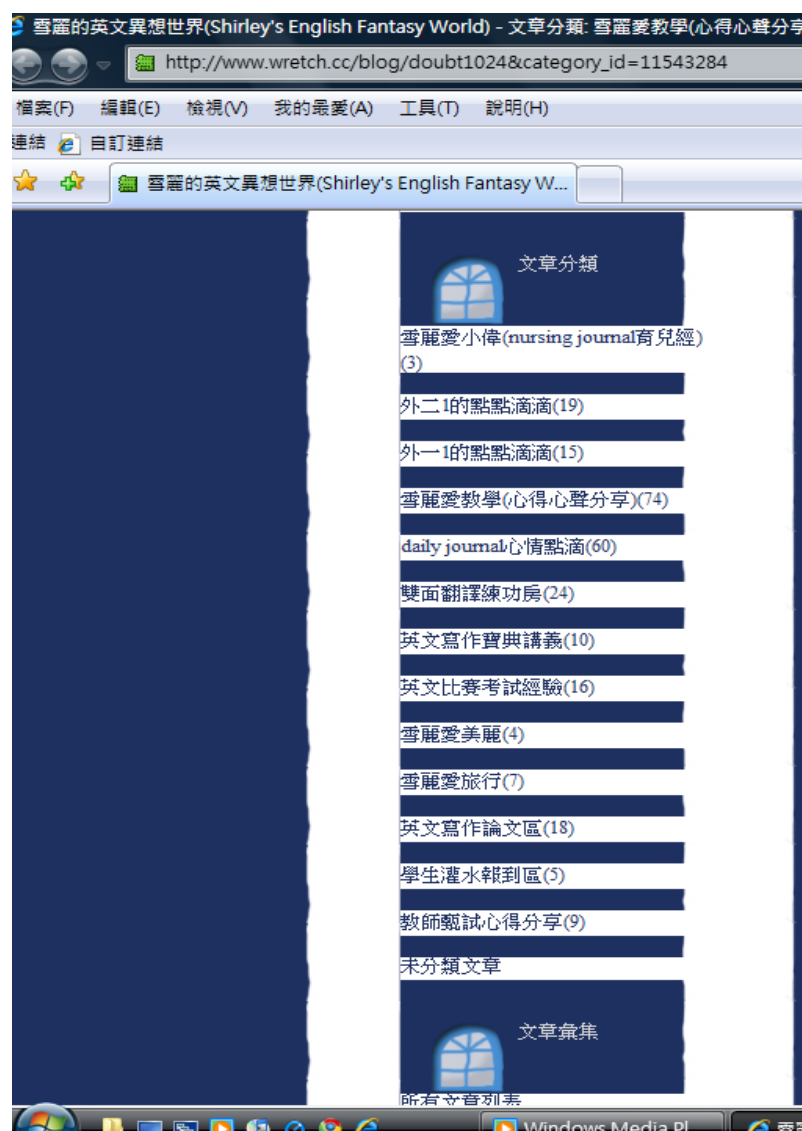 雪麗的英文異想世界(Shirley's English Fantasy World) - 文章分類: 雪麗愛教學(心得心聲分享
http://www.wretch.cc/blog/doubt1024&category_id=11543284
檔案(F) 編輯(E) 檢視(V) 我的最愛(A) 工具(T) 說明(H)
連結 自訂連結
雪麗的英文異想世界(Shirley's English Fantasy W...
文章分類
雪麗愛小偉(nursing journal育兒經)
(3)
外二1的點點滴滴(19)
外一1的點點滴滴(15)
雪麗愛教學(心得心聲分享)(74)
daily journal心情點滴(60)
雙面翻譯練功房(24)
英文寫作寶典講義(10)
英文比賽考試經驗(16)
雪麗愛美麗(4)
雪麗愛旅行(7)
英文寫作論文區(18)
學生灌水報到區(5)
教師甄試心得分享(9)
未分類文章
文章彙集
所有文章列表
Windows Media Pl...